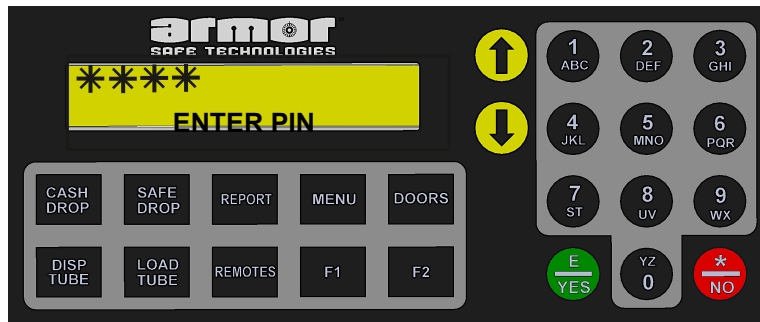 armor
SAFE TECHNOLOGIES
****
ENTER PIN
CASH DROP
SAFE DROP
REPORT
MENU
DOORS
DISP TUBE
LOAD TUBE
REMOTES
F1
F2
1
ABC
2
DEF
3
GHI
4
JKL
5
MNO
6
PQR
7
ST
8
UV
9
WX
E
YES
YZ
0
*
NO